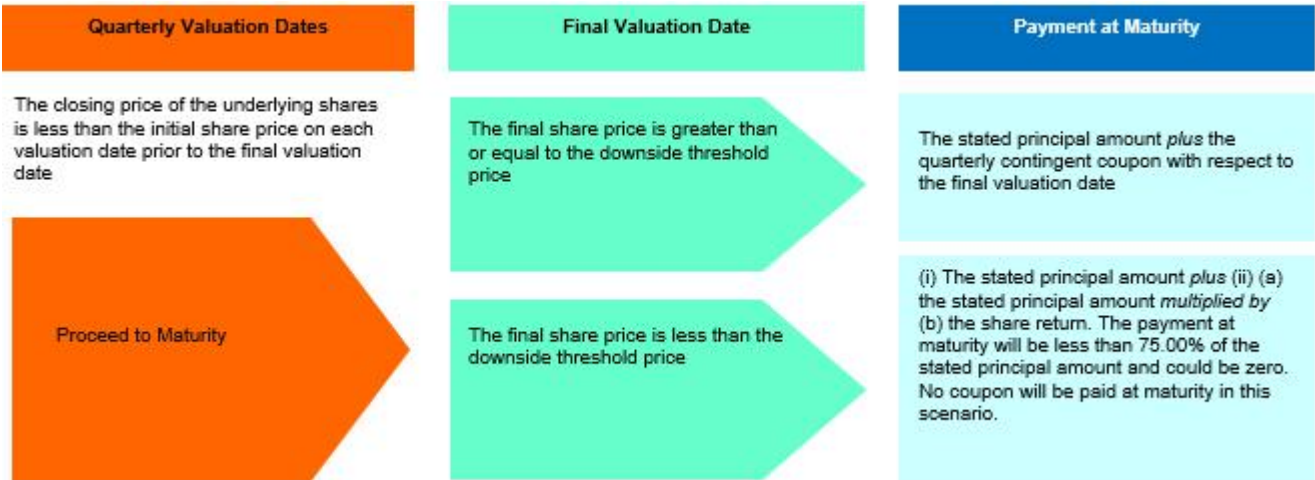 Quarterly Valuation Dates
Final Valuation Date
Payment at Maturity
The closing price of the underlying shares
is less than the initial share price on each
valuation date prior to the final valuation
date
Proceed to Maturity
The final share price is greater than
or equal to the downside threshold
price
The stated principal amount plus the
quarterly contingent coupon with respect to
the final valuation date
The final share price is less than the
downside threshold price
(i) The stated principal amount plus (ii) (a)
the stated principal amount multiplied by
(b) the share return. The payment at
maturity will be less than 75.00% of the
stated principal amount and could be zero.
No coupon will be paid at maturity in this
scenario.